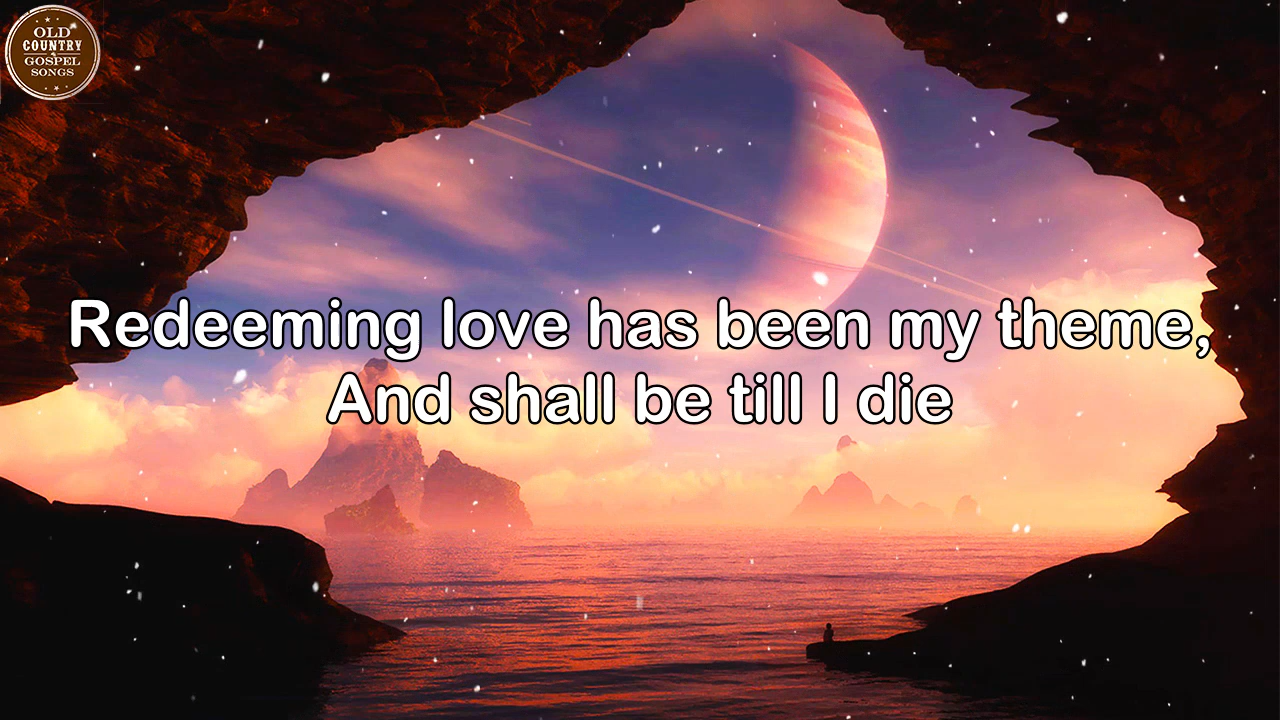 OLD
COUNTRY
GOSPEL
SONGS
Redeeming love has been my theme,
And shall be till I die